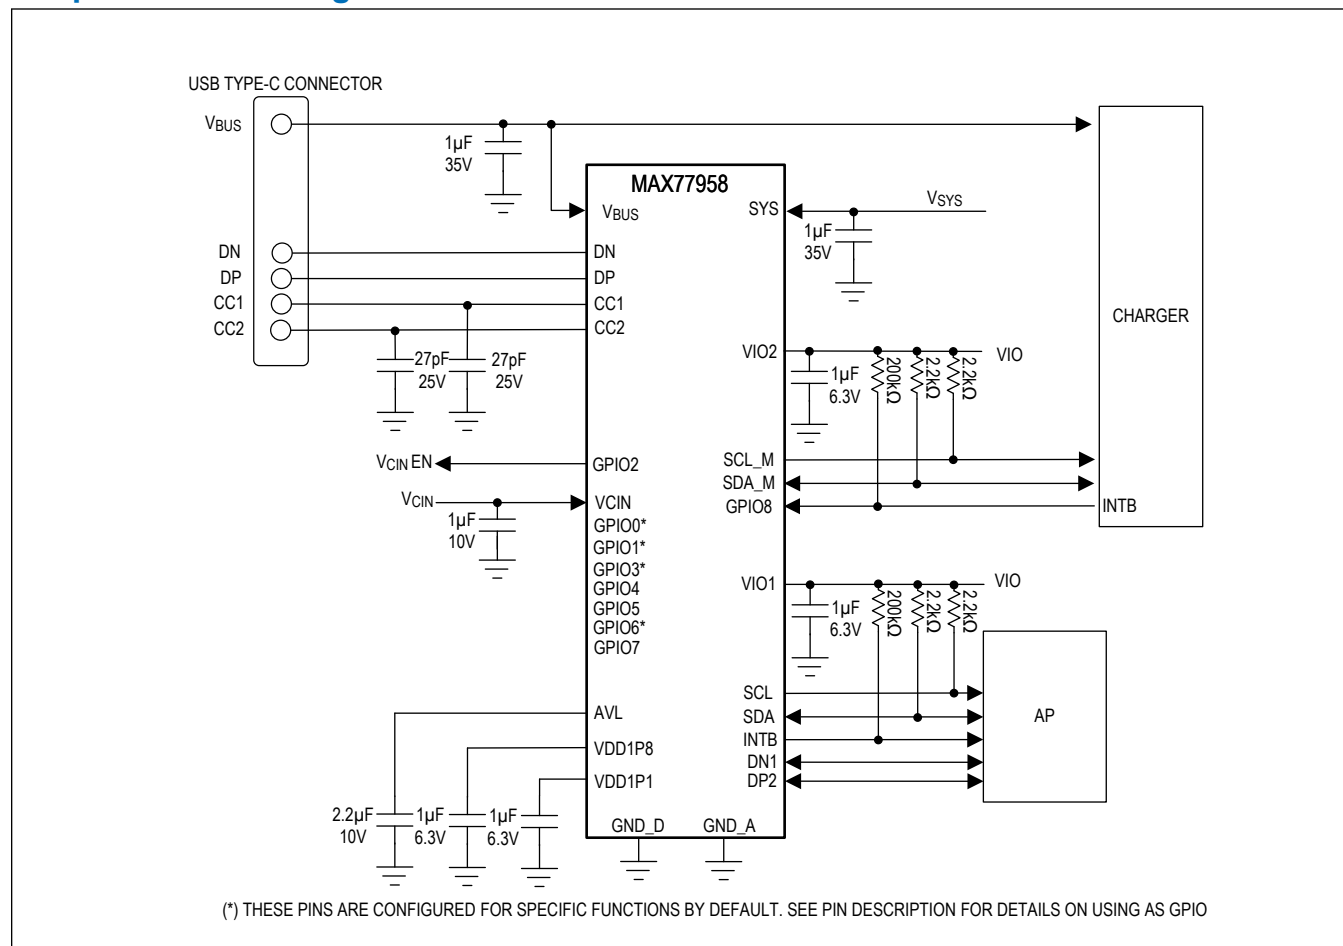 USB TYPE-C CONNECTOR
VBUS
DN
DP
CC1
CC2
1µF
35V
27pF
25V
27pF
25V
MAX77958
VBUS
DN
DP
CC1
CC2
GPIO2
VCIN
GPIO0*
GPIO1*
GPIO3*
GPIO4
GPIO5
GPIO6*
GPIO7
AVL
VDD1P8
VDD1P1
GND_D
GND_A
VCIN EN
VCIN
1µF
10V
2.2µF
10V
1µF
6.3V
1µF
6.3V
SYS
VSYS
1µF
35V
VIO2
VIO
1µF
6.3V
200kΩ
2.2kΩ
2.2kΩ
SCL_M
SDA_M
GPIO8
INTB
CHARGER
VIO1
VIO
1µF
6.3V
200kΩ
2.2kΩ
2.2kΩ
SCL
SDA
INTB
DN1
DP2
AP
(*) THESE PINS ARE CONFIGURED FOR SPECIFIC FUNCTIONS BY DEFAULT. SEE PIN DESCRIPTION FOR DETAILS ON USING AS GPIO